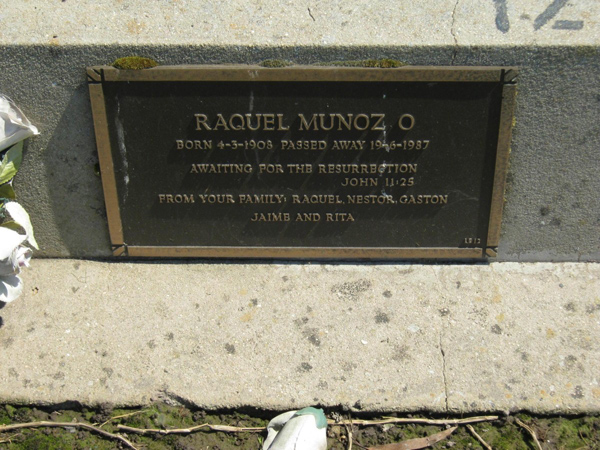 12
RAQUEL MUNOZ O
BORN 4-3-1908 PASSED AWAY 19-6-1987
AWAITING FOR THE RESURRECTION
JOHN 11:25
FROM YOUR FAMILY: RAQUEL, NESTOR, GASTON
JAIME AND RITA